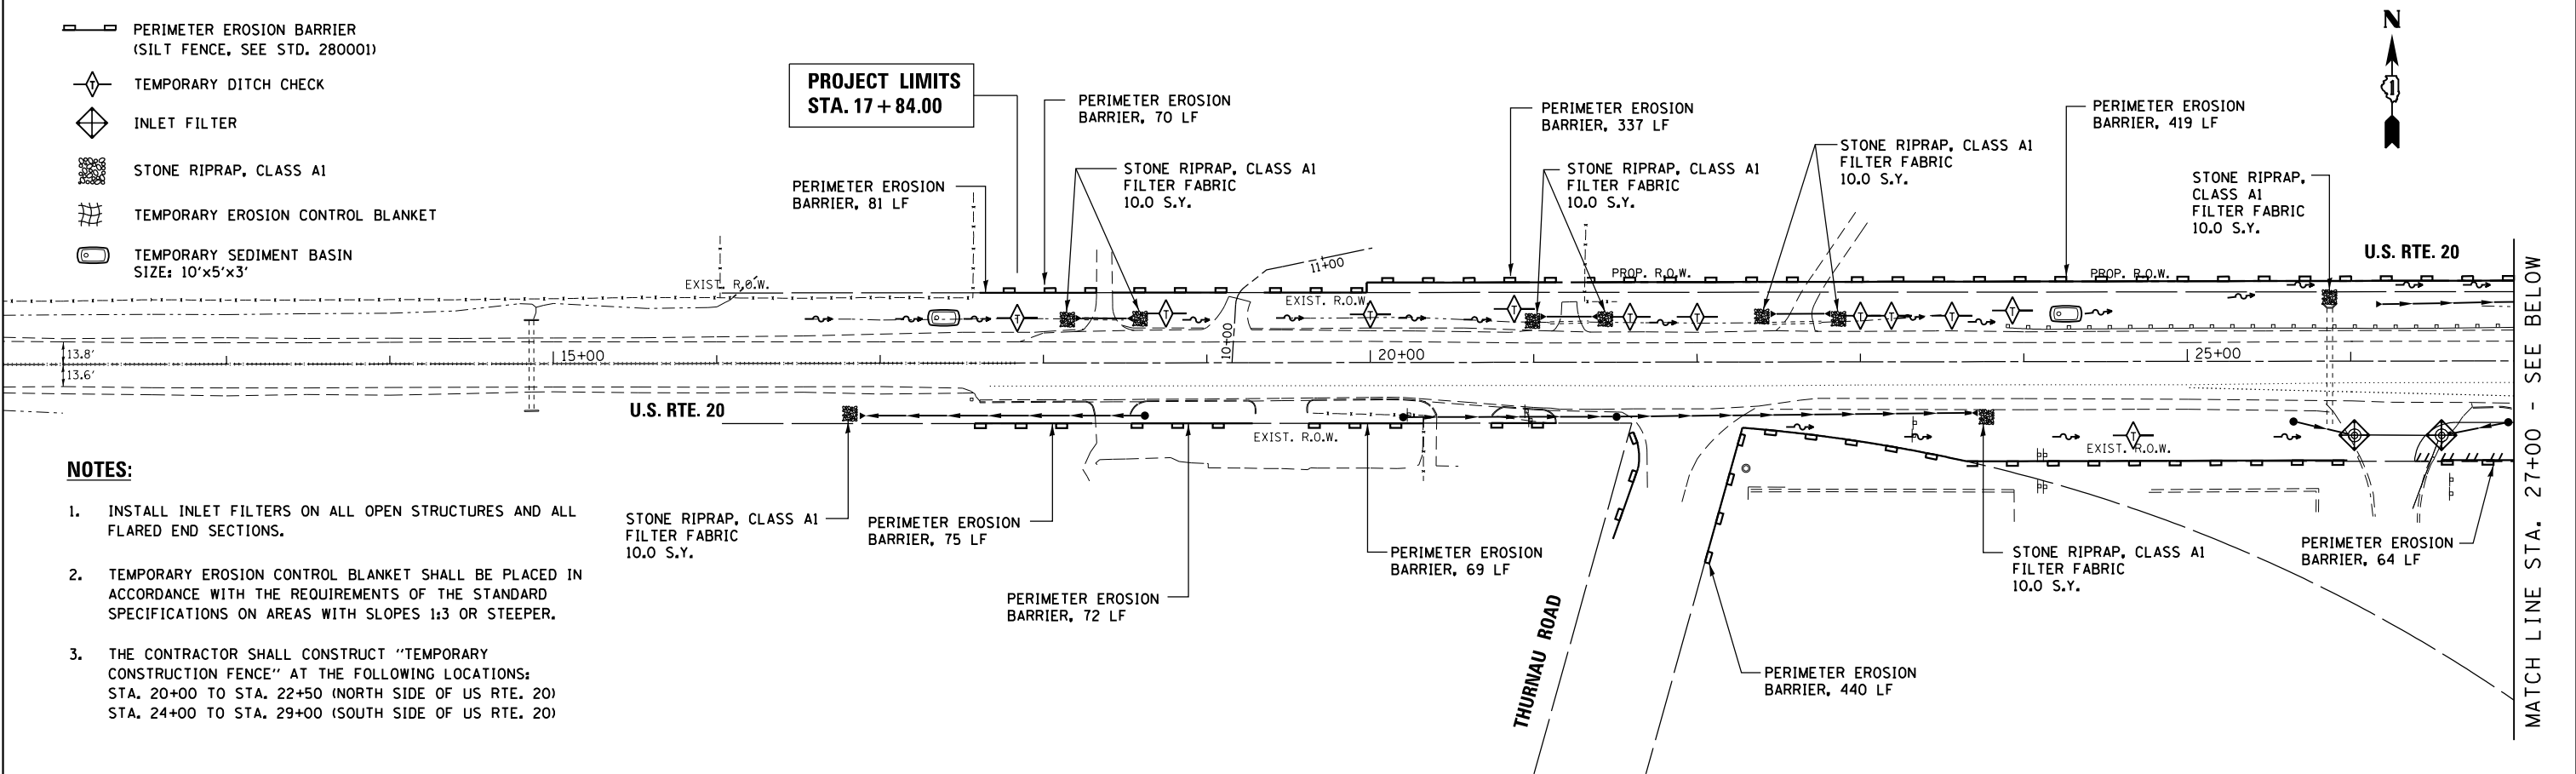 PERIMETER EROSION BARRIER
(SILT FENCE, SEE STD. 280001)
TEMPORARY DITCH CHECK
INLET FILTER
STONE RIPRAP, CLASS A1
TEMPORARY EROSION CONTROL BLANKET
TEMPORARY SEDIMENT BASIN
SIZE: 10'x5'x3'
PROJECT LIMITS
STA. 17+84.00
PERIMETER EROSION
BARRIER, 81 LF
PERIMETER EROSION
BARRIER, 70 LF
STONE RIPRAP, CLASS A1
FILTER FABRIC
10.0 S.Y.
PERIMETER EROSION
BARRIER, 337 LF
STONE RIPRAP, CLASS A1
FILTER FABRIC
10.0 S.Y.
STONE RIPRAP, CLASS A1
FILTER FABRIC
10.0 S.Y.
PERIMETER EROSION
BARRIER, 419 LF
STONE RIPRAP,
CLASS A1
FILTER FABRIC
10.0 S.Y.
N
U.S. RTE. 20
EXIST. R.O.W.
11+00
EXIST. R.O.W.
PROP. R.O.W.
PROP. R.O.W.
T
T
T
T
T
T
T
T
T
T
10+00
13.8'
13.6'
15+00
20+00
25+00
U.S. RTE. 20
EXIST. R.O.W.
T
EXIST. R.O.W.
STONE RIPRAP, CLASS A1
FILTER FABRIC
10.0 S.Y.
PERIMETER EROSION
BARRIER, 75 LF
PERIMETER EROSION
BARRIER, 72 LF
PERIMETER EROSION
BARRIER, 69 LF
THURNAU ROAD
PERIMETER EROSION
BARRIER, 440 LF
STONE RIPRAP, CLASS A1
FILTER FABRIC
10.0 S.Y.
PERIMETER EROSION
BARRIER, 64 LF
MATCH LINE STA. 27+00 - SEE BELOW
NOTES:
1. INSTALL INLET FILTERS ON ALL OPEN STRUCTURES AND ALL
FLARED END SECTIONS.
2. TEMPORARY EROSION CONTROL BLANKET SHALL BE PLACED IN
ACCORDANCE WITH THE REQUIREMENTS OF THE STANDARD
SPECIFICATIONS ON AREAS WITH SLOPES 1:3 OR STEEPER.
3. THE CONTRACTOR SHALL CONSTRUCT "TEMPORARY
CONSTRUCTION FENCE" AT THE FOLLOWING LOCATIONS:
STA. 20+00 TO STA. 22+50 (NORTH SIDE OF US RTE. 20)
STA. 24+00 TO STA. 29+00 (SOUTH SIDE OF US RTE. 20)